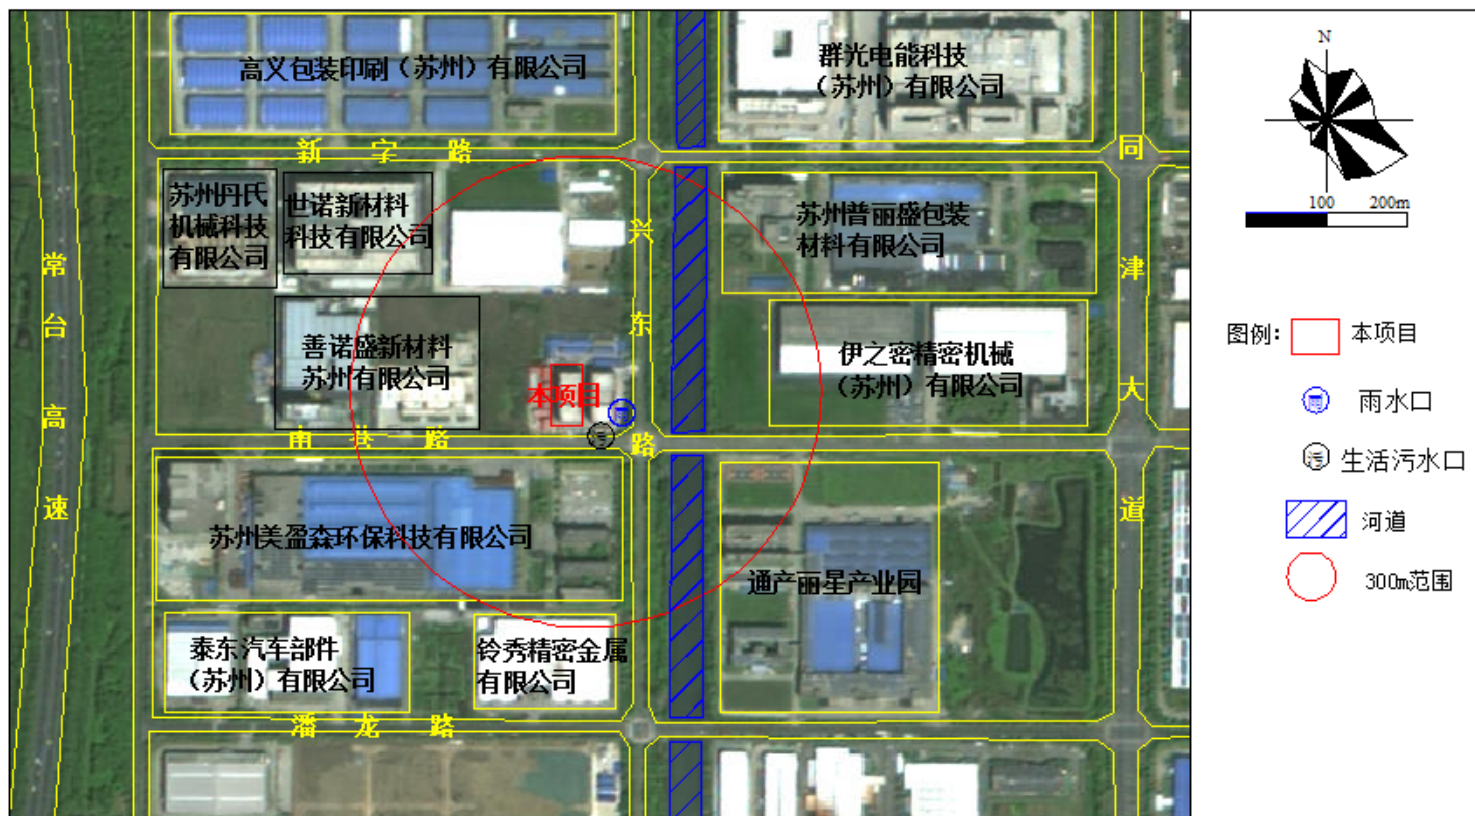 高义包装印刷（苏州）有限公司
群光电能科技
（苏州）有限公司
新字路
同津大道
苏州丹氏
机械科技
有限公司
世诺新材料
科技有限公司
兴东路
苏州普丽盛包装
材料有限公司
常台高速
善诺盛新材料
苏州有限公司
伊之密精密机械
（苏州）有限公司
本项目
雨
污
南巷路
苏州美盈森环保科技有限公司
通产丽星产业园
泰东汽车部件
（苏州）有限公司
铃秀精密金属
有限公司
潘龙路
N
100 200m
图例：
本项目
雨 雨水口
污 生活污水口
河道
300m范围